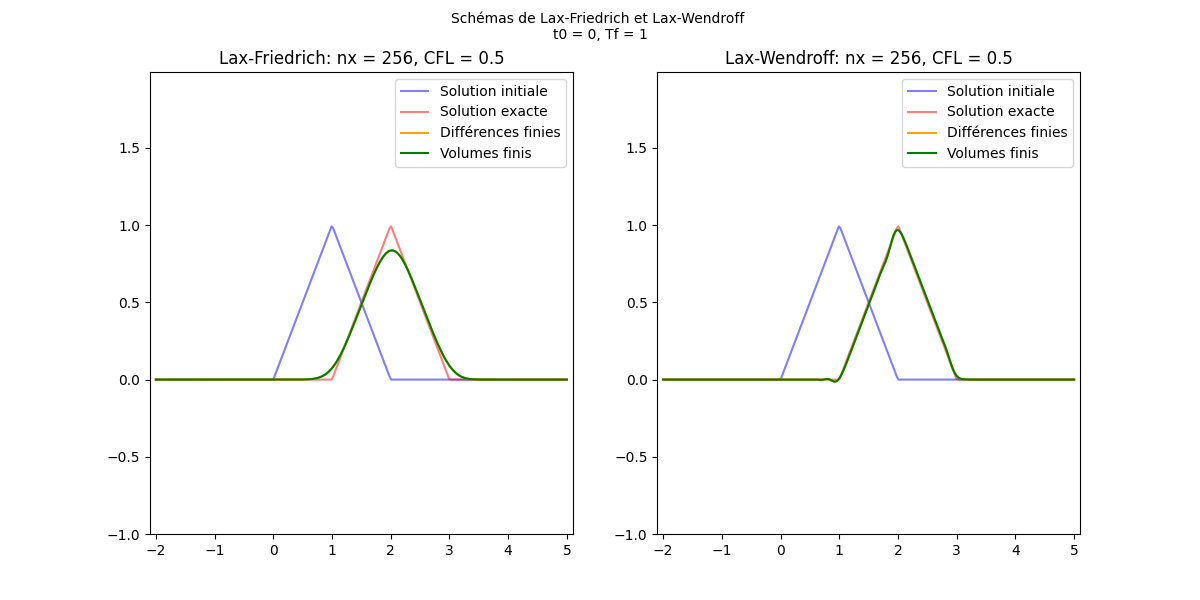 Schémas de Lax-Friedrich et Lax-Wendroff
t0 = 0, Tf = 1
Lax-Friedrich: nx = 256, CFL = 0.5
Solution initiale
Solution exacte
Différences finies
Volumes finis
1.5
1.0
0.5
0.0
−0.5
−1.0
−2 −1 0 1 2 3 4 5
Lax-Wendroff: nx = 256, CFL = 0.5
Solution initiale
Solution exacte
Différences finies
Volumes finis
1.5
1.0
0.5
0.0
−0.5
−1.0
−2 −1 0 1 2 3 4 5